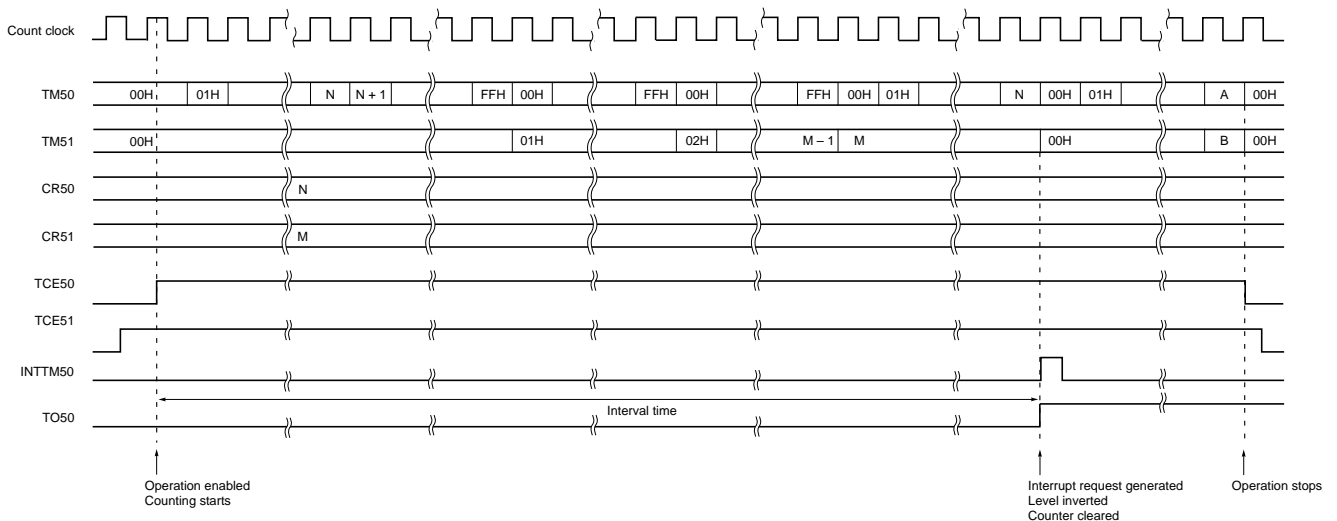 Count clock
TM50 00H 01H N N + 1 FFH 00H FFH 00H FFH 00H 01H N 00H 01H A 00H
TM51 00H 01H 02H M – 1 M 00H B 00H
CR50 N
CR51 M
TCE50
TCE51
INTTM50
Interval time
TO50
Operation enabled
Counting starts
Interrupt request generated
Level inverted
Counter cleared
Operation stops